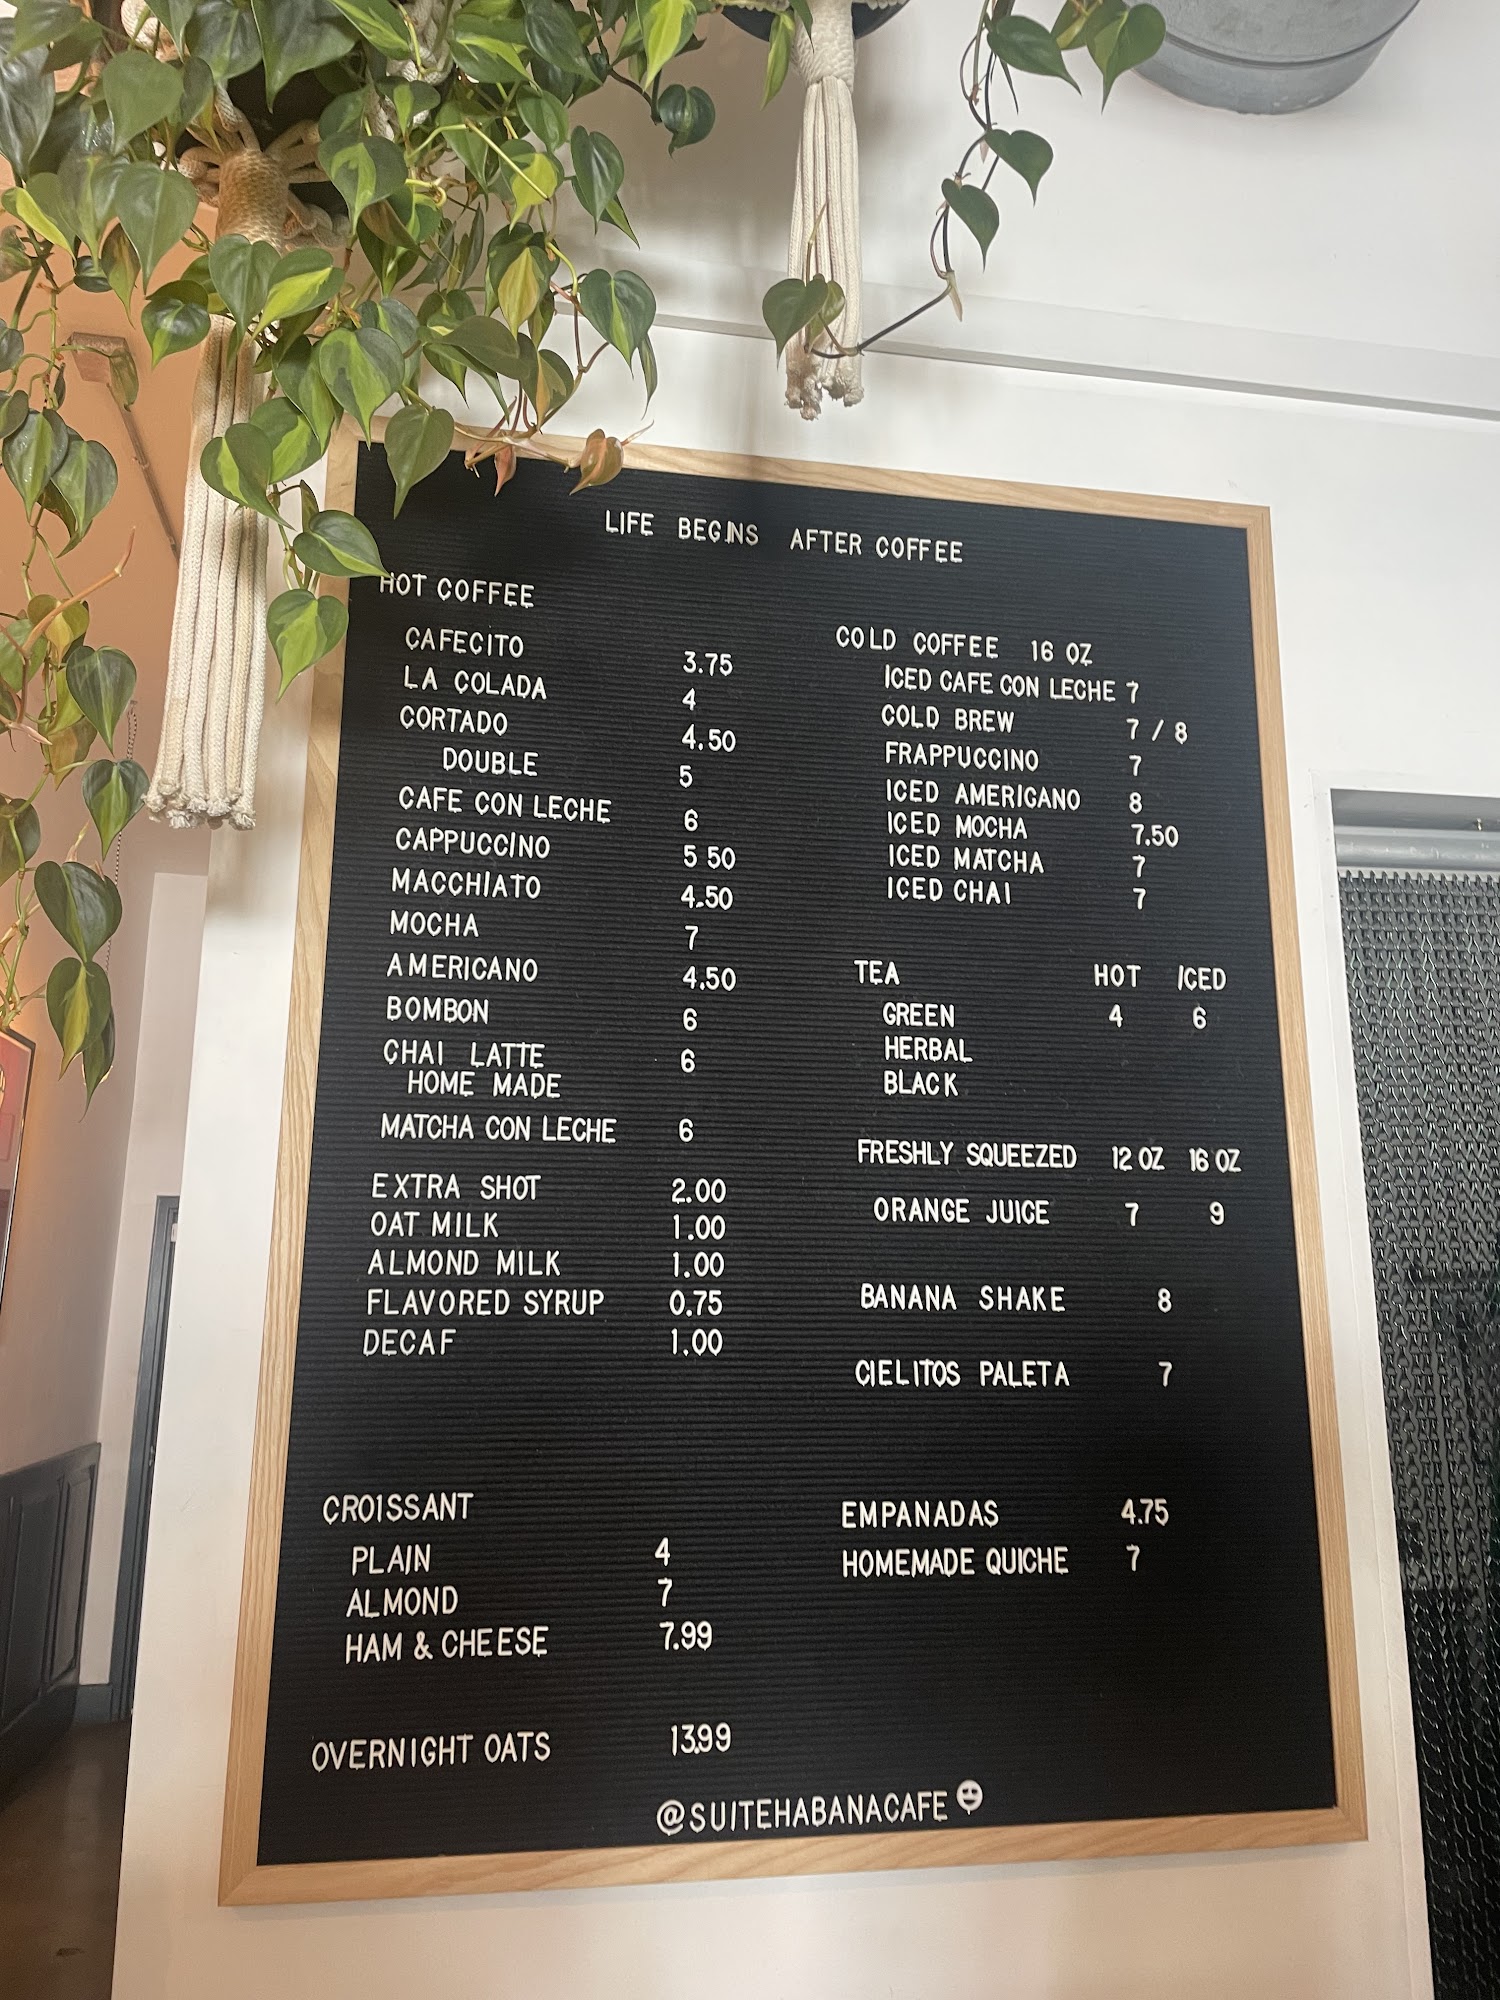 LIFE BEGINS AFTER COFFEE
HOT COFFEE
CAFECITO 3.75
LA COLADA 4
CORTADO 4.50
DOUBLE 5
CAFE CON LECHE 6
CAPPUCCINO 5 50
MACCHIATO 4.50
MOCHA 7
AMERICANO 4.50
BOMBON 6
CHAI LATTE 6
HOME MADE
MATCHA CON LECHE 6
EXTRA SHOT 2.00
OAT MILK 1.00
ALMOND MILK 1.00
FLAVORED SYRUP 0.75
DECAF 1.00
COLD COFFEE 16 OZ
ICED CAFE CON LECHE 7
COLD BREW 7 / 8
FRAPPUCCINO 7
ICED AMERICANO 8
ICED MOCHA 7.50
ICED MATCHA 7
ICED CHAI 7
TEA HOT ICED
GREEN 4 6
HERBAL
BLACK
FRESHLY SQUEEZED 12 OZ 16 OZ
ORANGE JUICE 7 9
BANANA SHAKE 8
CIELITOS PALETA 7
CROISSANT
PLAIN 4
ALMOND 7
HAM & CHEESE 7.99
EMPANADAS 4.75
HOMEMADE QUICHE 7
OVERNIGHT OATS 13.99
@SUITEHABANACAFE